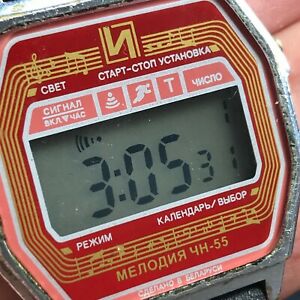 И
СТАРТ-СТОП УСТАНОВКА
СВЕТ
СИГНАЛ
ВКЛ ЧАС
Т
ЧИСЛО
3:05 31
КАЛЕНДАРЬ/ВЫБОР
РЕЖИМ
МЕЛОДИЯ ЧН-55
СДЕЛАНО В БЕЛАРУСИ